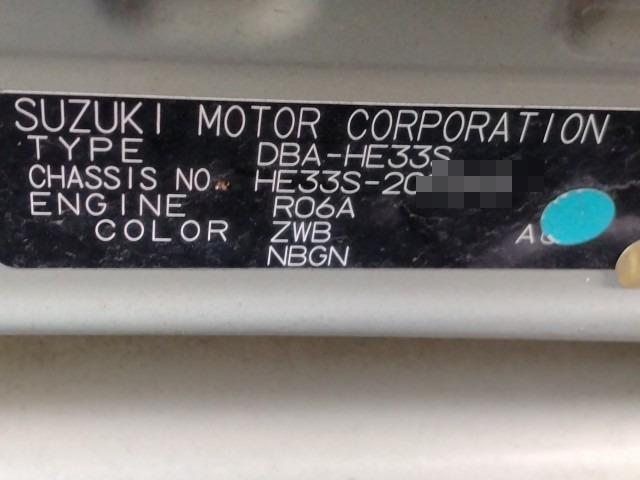 SUZUKI MOTOR CORPORATION
TYPE DBA-HE33S
CHASSIS NO. HE33S-20
ENGINE R06A
COLOR ZWB
NBGN